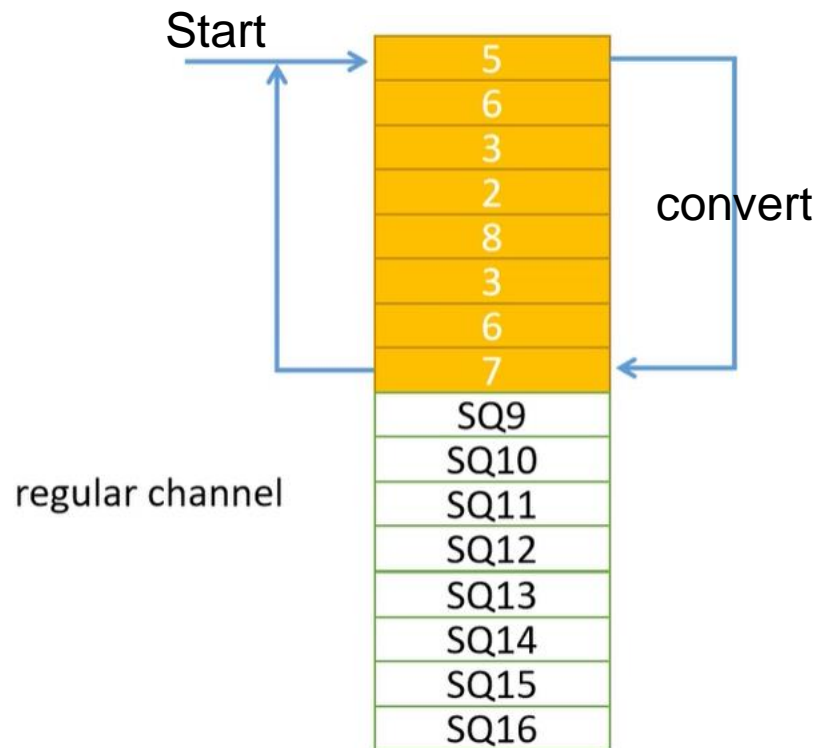 Start
5
6
3
2
convert
8
3
6
7
SQ9
SQ10
regular channel
SQ11
SQ12
SQ13
SQ14
SQ15
SQ16